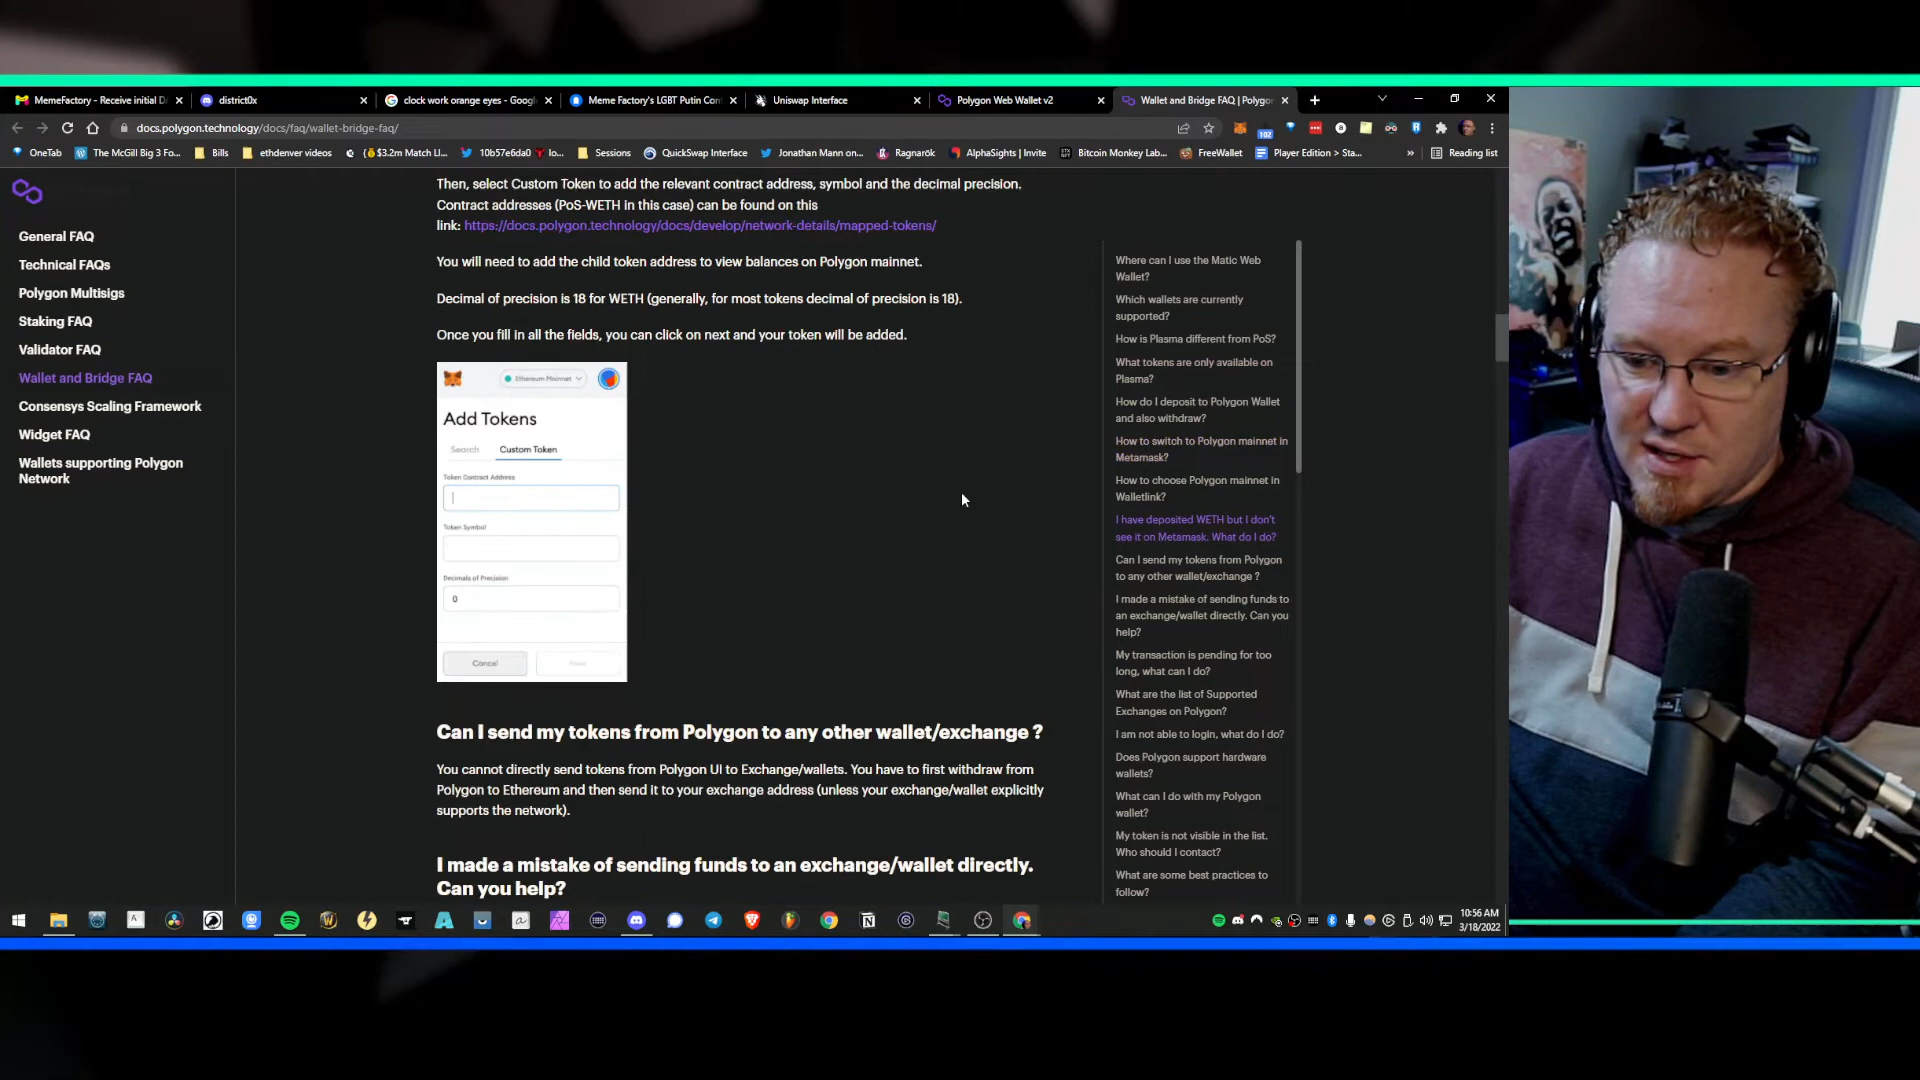 MemeFactory - Receive initial D
district0x
clock work orange eyes - Googl
Meme Factory's LGBT Putin Con
Uniswap Interface
Polygon Web Wallet v2
Wallet and Bridge FAQ | Polygo
docs.polygon.technology/docs/faq/wallet-bridge-faq/
102
OneTab
The McGill Big 3 Fo...
Bills
ethdenver videos
$3.2m Match LI...
10b57e6da0
lo...
Sessions
QuickSwap Interface
Jonathan Mann on...
Ragnarök
AlphaSights | Invite
Bitcoin Monkey Lab...
FreeWallet
Player Edition > Sta...
»
Reading list
General FAQ
Technical FAQs
Polygon Multisigs
Staking FAQ
Validator FAQ
Wallet and Bridge FAQ
Consensys Scaling Framework
Widget FAQ
Wallets supporting Polygon
Network
Then, select Custom Token to add the relevant contract address, symbol and the decimal precision.
Contract addresses (PoS-WETH in this case) can be found on this
link: https://docs.polygon.technology/docs/develop/network-details/mapped-tokens/
You will need to add the child token address to view balances on Polygon mainnet.
Decimal of precision is 18 for WETH (generally, for most tokens decimal of precision is 18).
Once you fill in all the fields, you can click on next and your token will be added.
Ethereum Mainnet
Add Tokens
Search
Custom Token
Token Contract Address
Token Symbol
Decimals of Precision
0
Cancel
Next
Can I send my tokens from Polygon to any other wallet/exchange ?
You cannot directly send tokens from Polygon UI to Exchange/wallets. You have to first withdraw from
Polygon to Ethereum and then send it to your exchange address (unless your exchange/wallet explicitly
supports the network).
I made a mistake of sending funds to an exchange/wallet directly.
Can you help?
Where can I use the Matic Web
Wallet?
Which wallets are currently
supported?
How is Plasma different from PoS?
What tokens are only available on
Plasma?
How do I deposit to Polygon Wallet
and also withdraw?
How to switch to Polygon mainnet in
Metamask?
How to choose Polygon mainnet in
Walletlink?
I have deposited WETH but I don't
see it on Metamask. What do I do?
Can I send my tokens from Polygon
to any other wallet/exchange ?
I made a mistake of sending funds to
an exchange/wallet directly. Can you
help?
My transaction is pending for too
long, what can I do?
What are the list of Supported
Exchanges on Polygon?
I am not able to login, what do I do?
Does Polygon support hardware
wallets?
What can I do with my Polygon
wallet?
My token is not visible in the list.
Who should I contact?
What are some best practices to
follow?
10:56 AM
3/18/2022